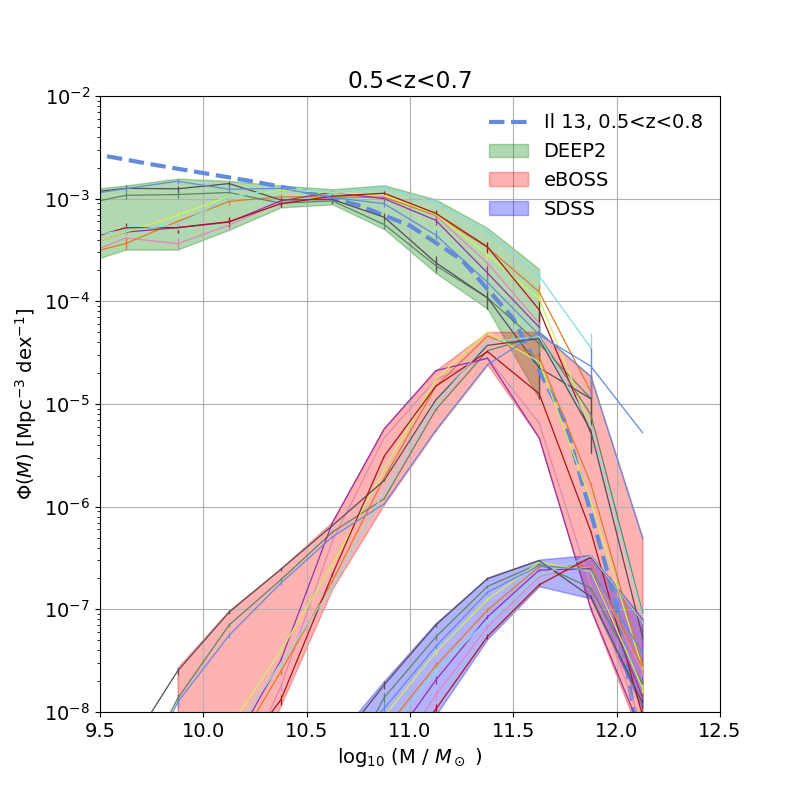 0.5<z<0.7
10⁻²
10⁻³
10⁻⁴
10⁻⁵
10⁻⁶
10⁻⁷
10⁻⁸
Φ(M) [Mpc⁻³ dex⁻¹]
Il 13, 0.5<z<0.8
DEEP2
eBOSS
SDSS
9.5 10.0 10.5 11.0 11.5 12.0 12.5
log₁₀ (M / M⊙ )